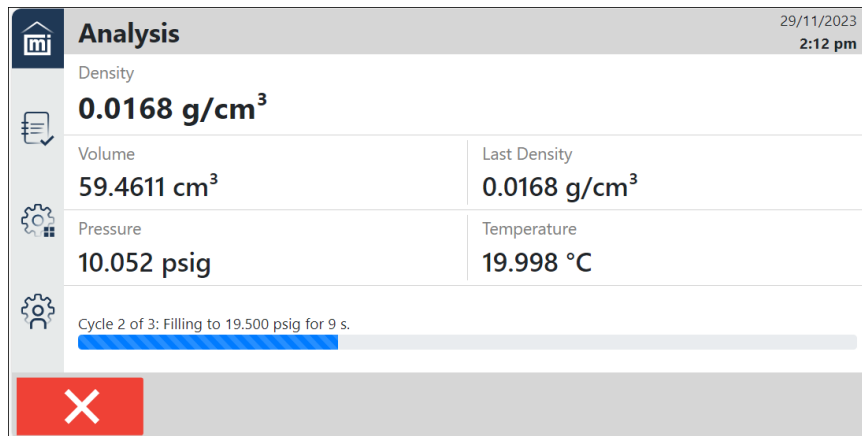 mi
Analysis
29/11/2023
2:12 pm
Density
0.0168 g/cm³
Volume
59.4611 cm³
Last Density
0.0168 g/cm³
Pressure
10.052 psig
Temperature
19.998 °C
Cycle 2 of 3: Filling to 19.500 psig for 9 s.